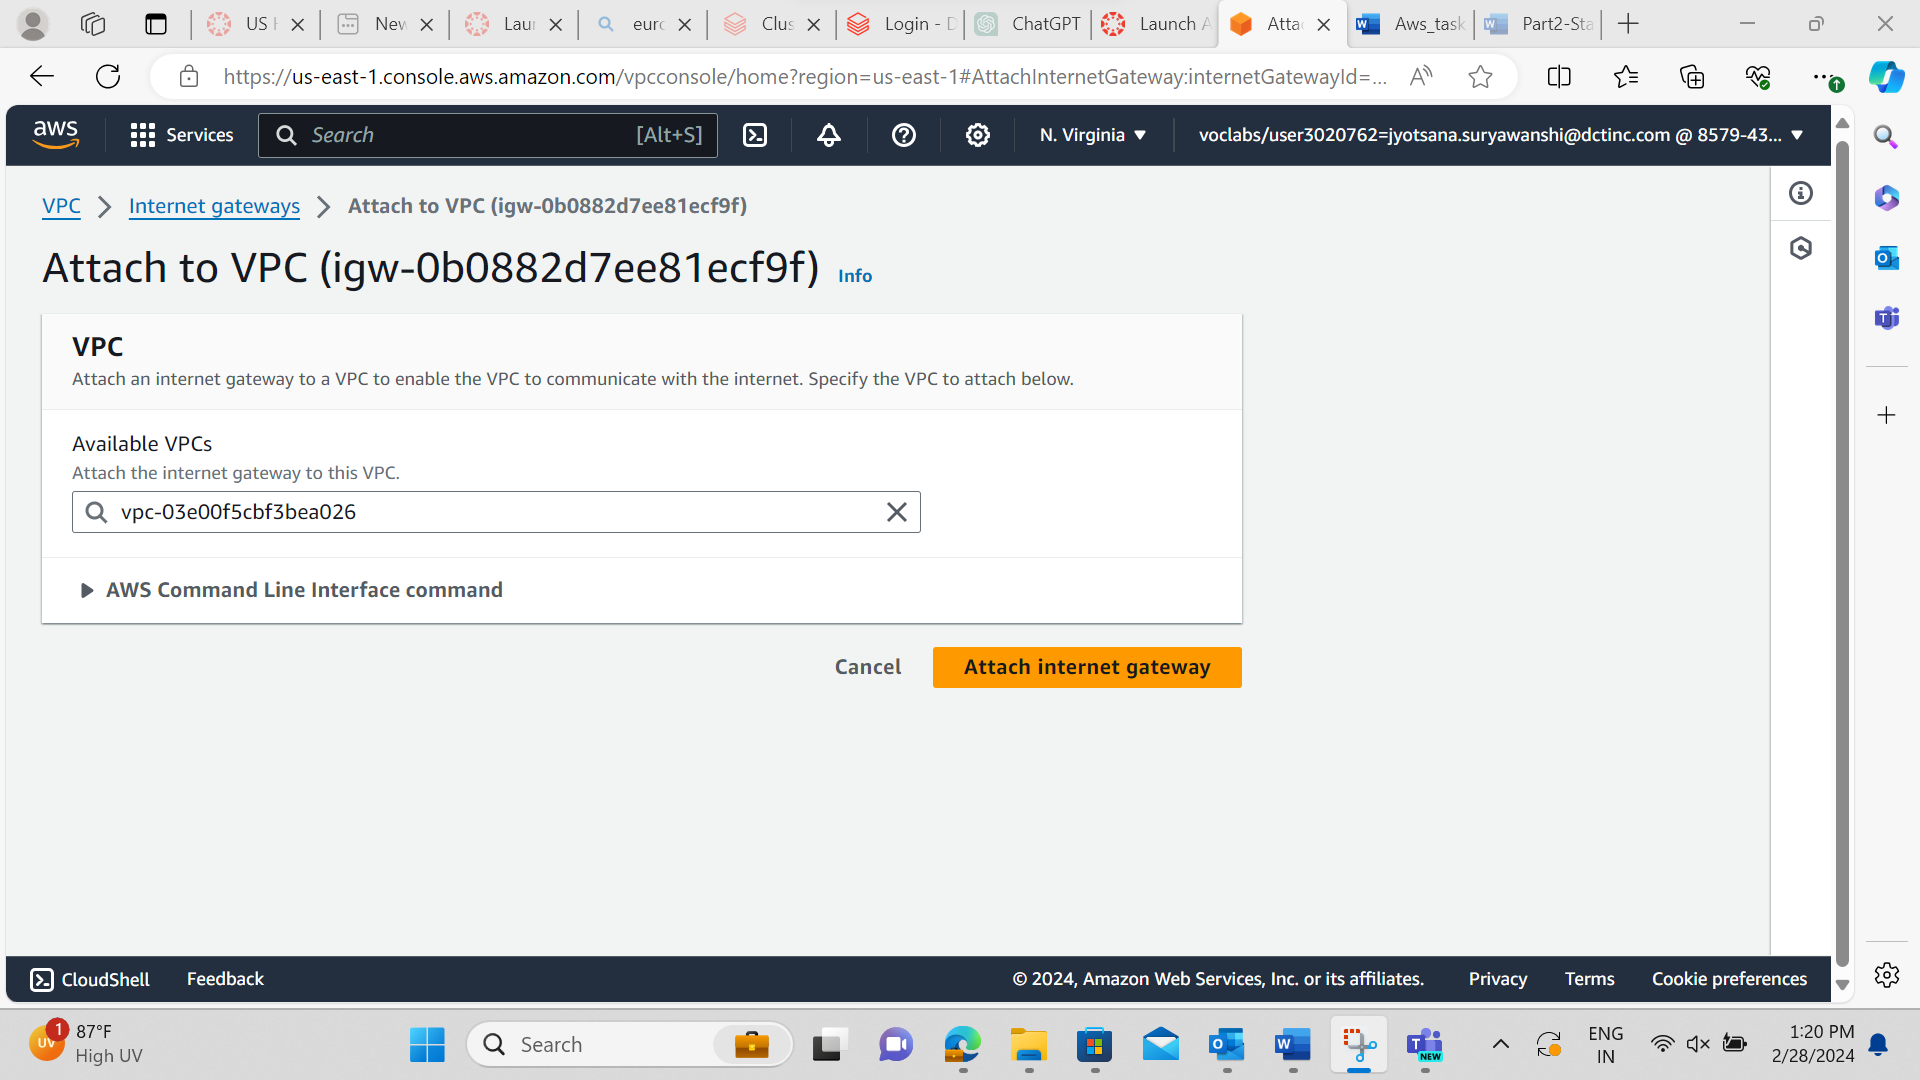 US H
New
Laur
euro
Clus
Login - D
ChatGPT
Launch A
Attac
Aws_task
Part2-Sta
https://us-east-1.console.aws.amazon.com/vpcconsole/home?region=us-east-1#AttachInternetGateway:internetGatewayId=...
aws
Services
Search
[Alt+S]
N. Virginia
voclabs/user3020762=jyotsana.suryawanshi@dctinc.com @ 8579-43...
VPC
Internet gateways
Attach to VPC (igw-0b0882d7ee81ecf9f)
Attach to VPC (igw-0b0882d7ee81ecf9f) Info
VPC
Attach an internet gateway to a VPC to enable the VPC to communicate with the internet. Specify the VPC to attach below.
Available VPCs
Attach the internet gateway to this VPC.
vpc-03e00f5cbf3bea026
AWS Command Line Interface command
Cancel
Attach internet gateway
CloudShell
Feedback
© 2024, Amazon Web Services, Inc. or its affiliates.
Privacy
Terms
Cookie preferences
UV
1
87°F
High UV
Search
NEW
ENG
IN
1:20 PM
2/28/2024